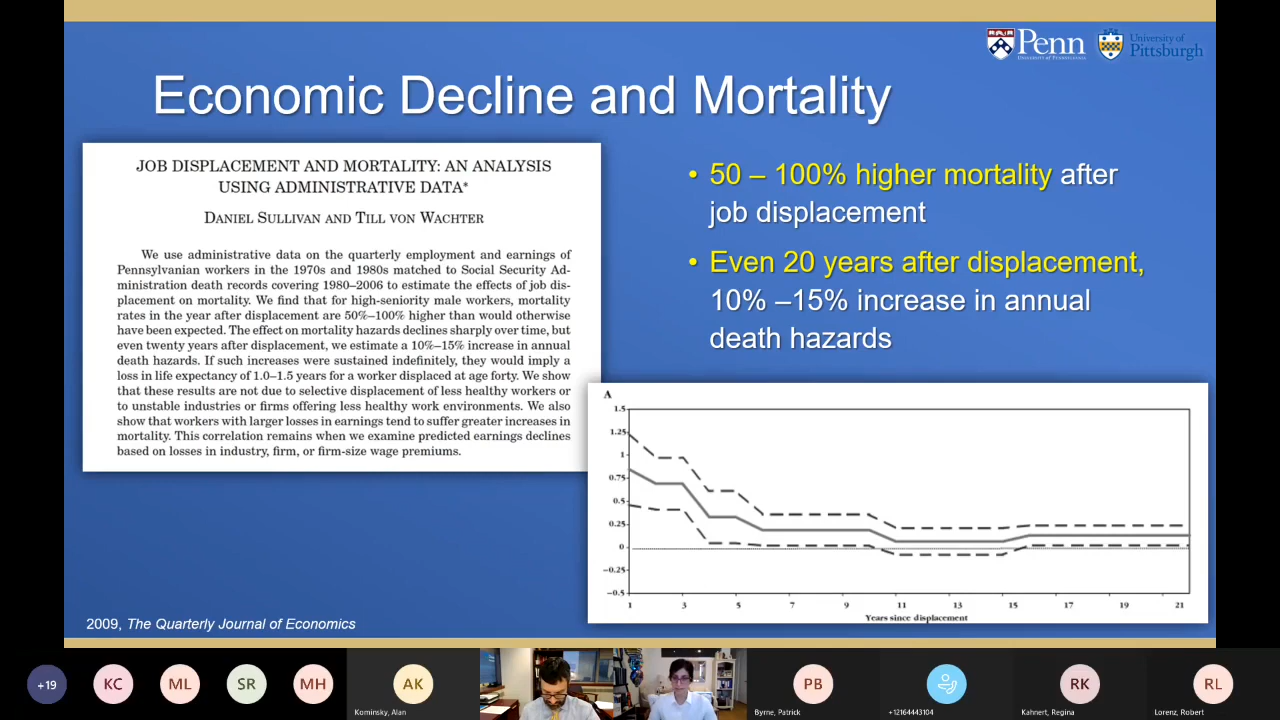 Penn
UNIVERSITY OF PENNSYLVANIA
University of
Pittsburgh
Economic Decline and Mortality
JOB DISPLACEMENT AND MORTALITY: AN ANALYSIS
USING ADMINISTRATIVE DATA*
DANIEL SULLIVAN AND TILL VON WACHTER
We use administrative data on the quarterly employment and earnings of
Pennsylvanian workers in the 1970s and 1980s matched to Social Security Ad-
ministration death records covering 1980–2006 to estimate the effects of job dis-
placement on mortality. We find that for high-seniority male workers, mortality
rates in the year after displacement are 50%–100% higher than would otherwise
have been expected. The effect on mortality hazards declines sharply over time, but
even twenty years after displacement, we estimate a 10%–15% increase in annual
death hazards. If such increases were sustained indefinitely, they would imply a
loss in life expectancy of 1.0–1.5 years for a worker displaced at age forty. We show
that these results are not due to selective displacement of less healthy workers or
to unstable industries or firms offering less healthy work environments. We also
show that workers with larger losses in earnings tend to suffer greater increases in
mortality. This correlation remains when we examine predicted earnings declines
based on losses in industry, firm, or firm-size wage premiums.
• 50 – 100% higher mortality after
job displacement
• Even 20 years after displacement,
10% –15% increase in annual
death hazards
A
1.5
1.25
1
0.75
0.5
0.25
0
−0.25
−0.5
1 3 5 7 9 11 13 15 17 19 21
Years since displacement
2009, The Quarterly Journal of Economics
+19 KC ML SR MH AK PB RK RL
Kominsky, Alan
Byrne, Patrick
+12164443104
Kahnert, Regina
Lorenz, Robert